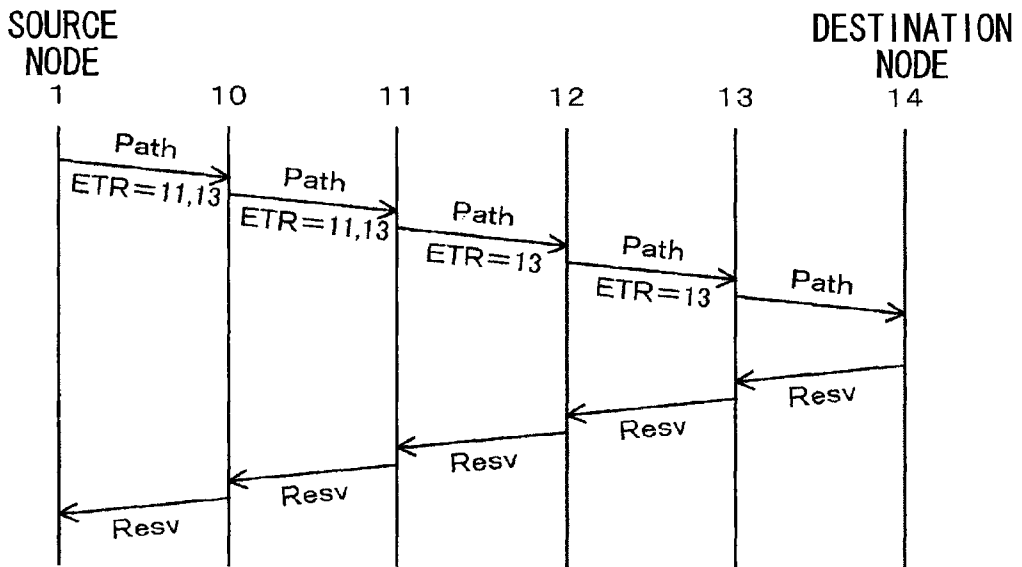 SOURCE
NODE
DESTINATION
NODE
1 10 11 12 13 14
Path
ETR=11,13
Path
ETR=11,13
Path
ETR=13
Path
ETR=13
Path
Resv
Resv
Resv
Resv
Resv